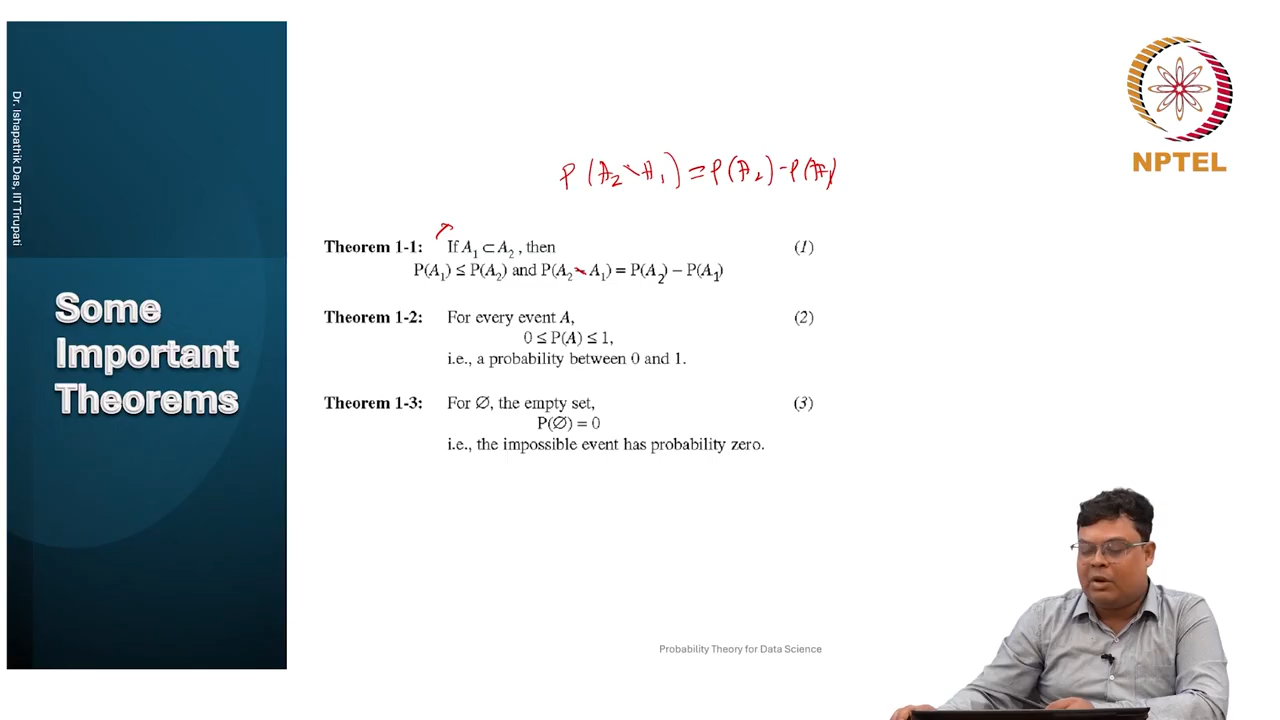 Dr. Ishapathik Das, IIT Tirupati
NPTEL
P(A₂∖A₁) = P(A₂) - P(A₁)
Some
Important
Theorems
Theorem 1-1: If A₁ ⊂ A₂, then (1)
P(A₁) ≤ P(A₂) and P(A₂ ∖ A₁) = P(A₂) − P(A₁)
Theorem 1-2: For every event A, (2)
0 ≤ P(A) ≤ 1,
i.e., a probability between 0 and 1.
Theorem 1-3: For ∅, the empty set, (3)
P(∅) = 0
i.e., the impossible event has probability zero.
Probability Theory for Data Science